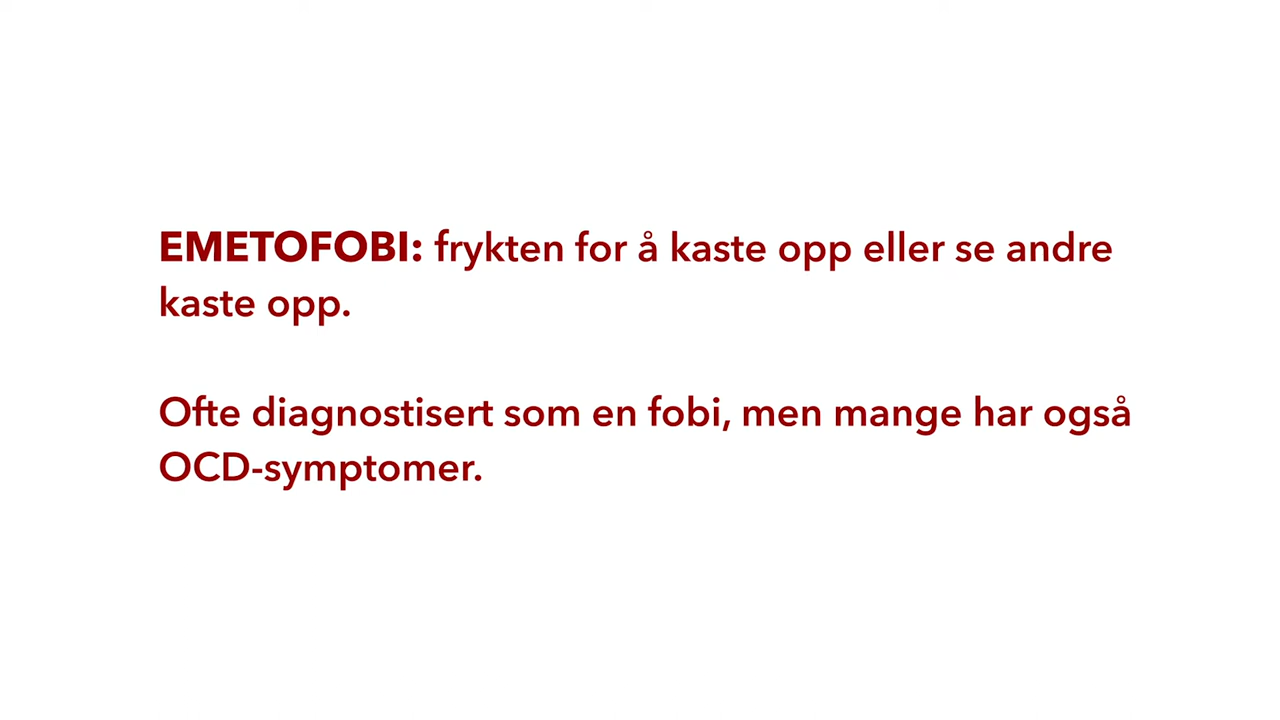 EMETOFOBI: frykten for å kaste opp eller se andre
kaste opp.
Ofte diagnostisert som en fobi, men mange har også
OCD-symptomer.